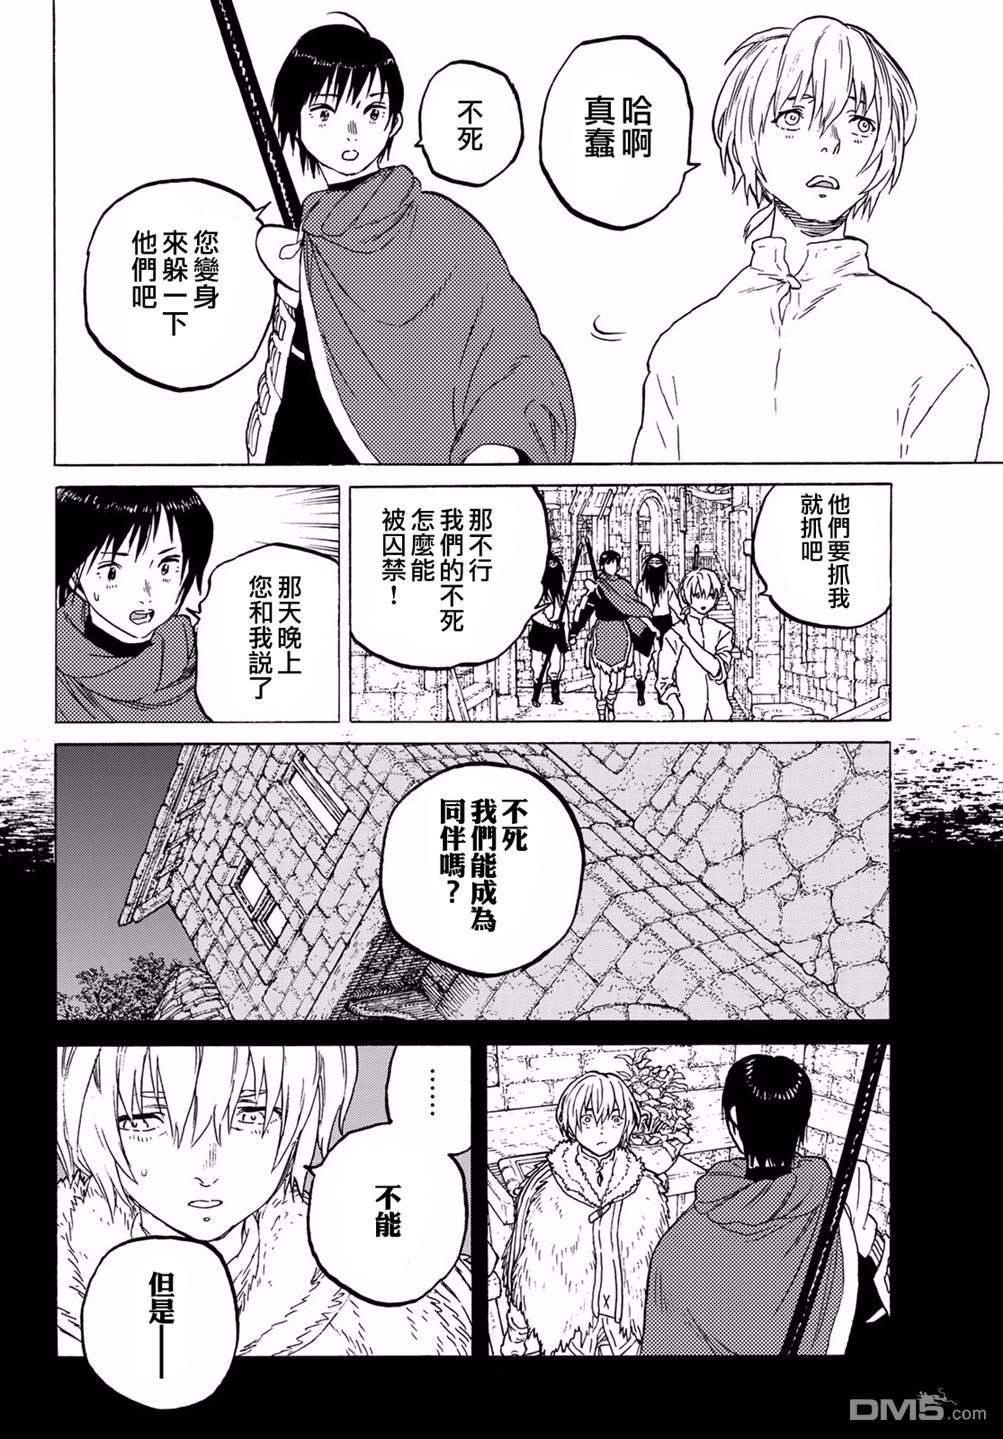 哈啊
真蠢
不死
您變身
來躲一下
他們吧
他們要抓我
就抓吧
那不行
我們的不死
怎麼能
被囚禁！
那天晚上
您和我説了
不死
我們能成為
同伴嗎？
……
不能
但是——
DM5.com